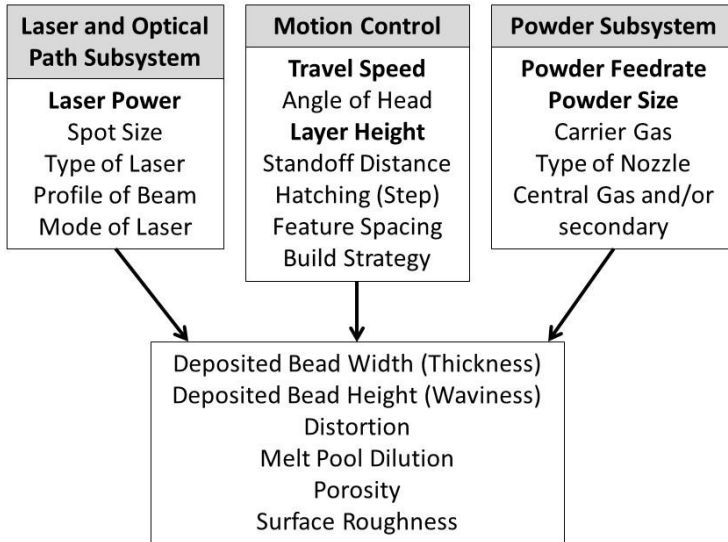 Laser and Optical
Path Subsystem
Laser Power
Spot Size
Type of Laser
Profile of Beam
Mode of Laser
Motion Control
Travel Speed
Angle of Head
Layer Height
Standoff Distance
Hatching (Step)
Feature Spacing
Build Strategy
Powder Subsystem
Powder Feedrate
Powder Size
Carrier Gas
Type of Nozzle
Central Gas and/or
secondary
Deposited Bead Width (Thickness)
Deposited Bead Height (Waviness)
Distortion
Melt Pool Dilution
Porosity
Surface Roughness